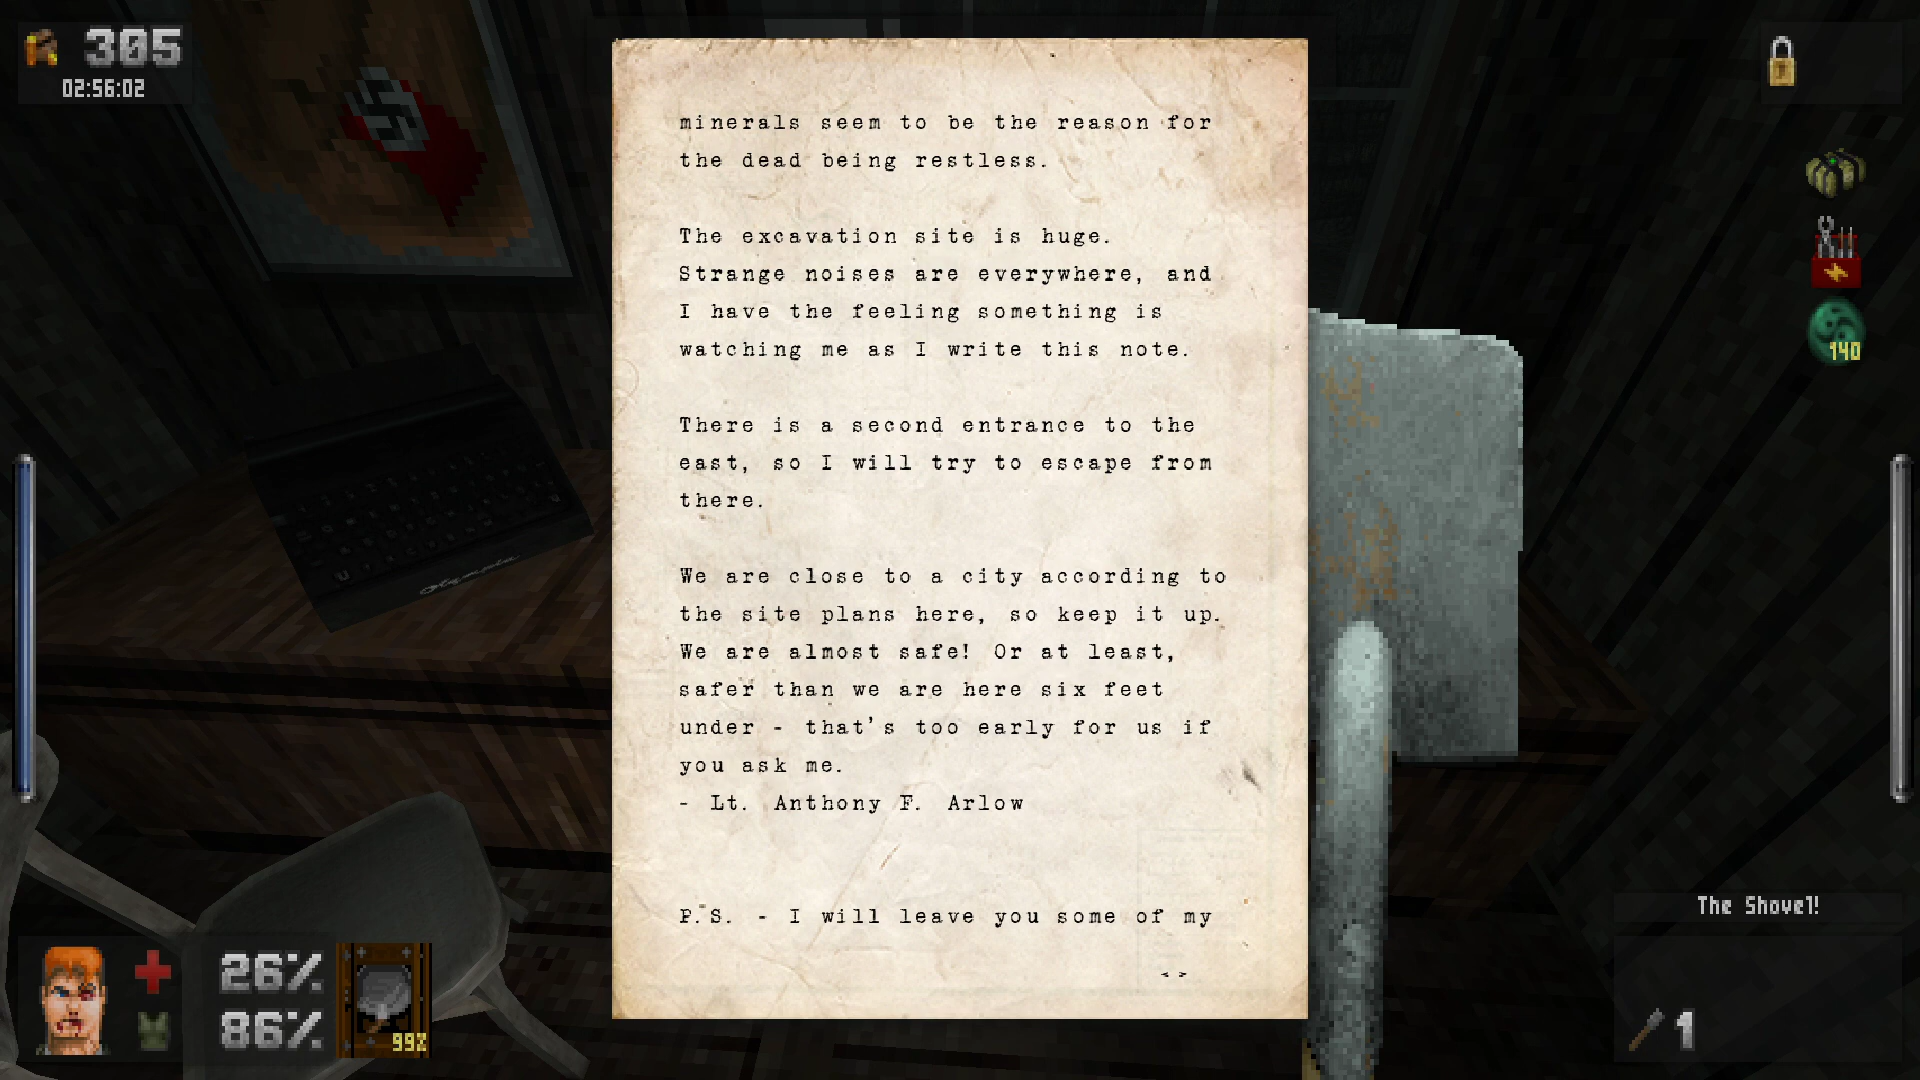 305
02:56:02
minerals seem to be the reason for
the dead being restless.
The excavation site is huge.
Strange noises are everywhere, and
I have the feeling something is
watching me as I write this note.
There is a second entrance to the
east, so I will try to escape from
there.
We are close to a city according to
the site plans here, so keep it up.
We are almost safe! Or at least,
safer than we are here six feet
under - that's too early for us if
you ask me.
- Lt. Anthony F. Arlow
P.S. - I will leave you some of my
< >
140
Olympia
26%
86%
99%
The Shovel!
1